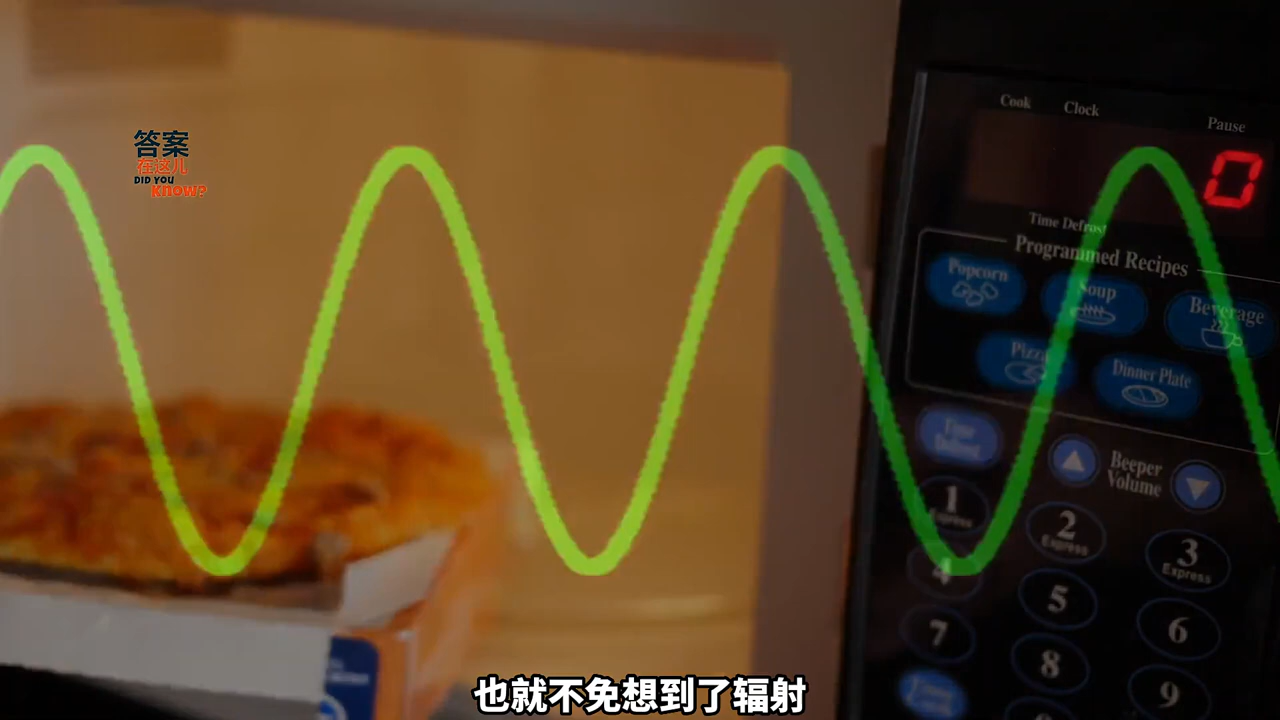 答案
在这儿
DID YOU
Know?
Cook Clock
Pause
0
Time Defrost
Programmed Recipes
Popcorn
Soup
Beverage
Pizza
Dinner Plate
Time
Beeper
Volume
1
Express
2
Express
3
Express
4
5
6
7
8
9
也就不免想到了辐射